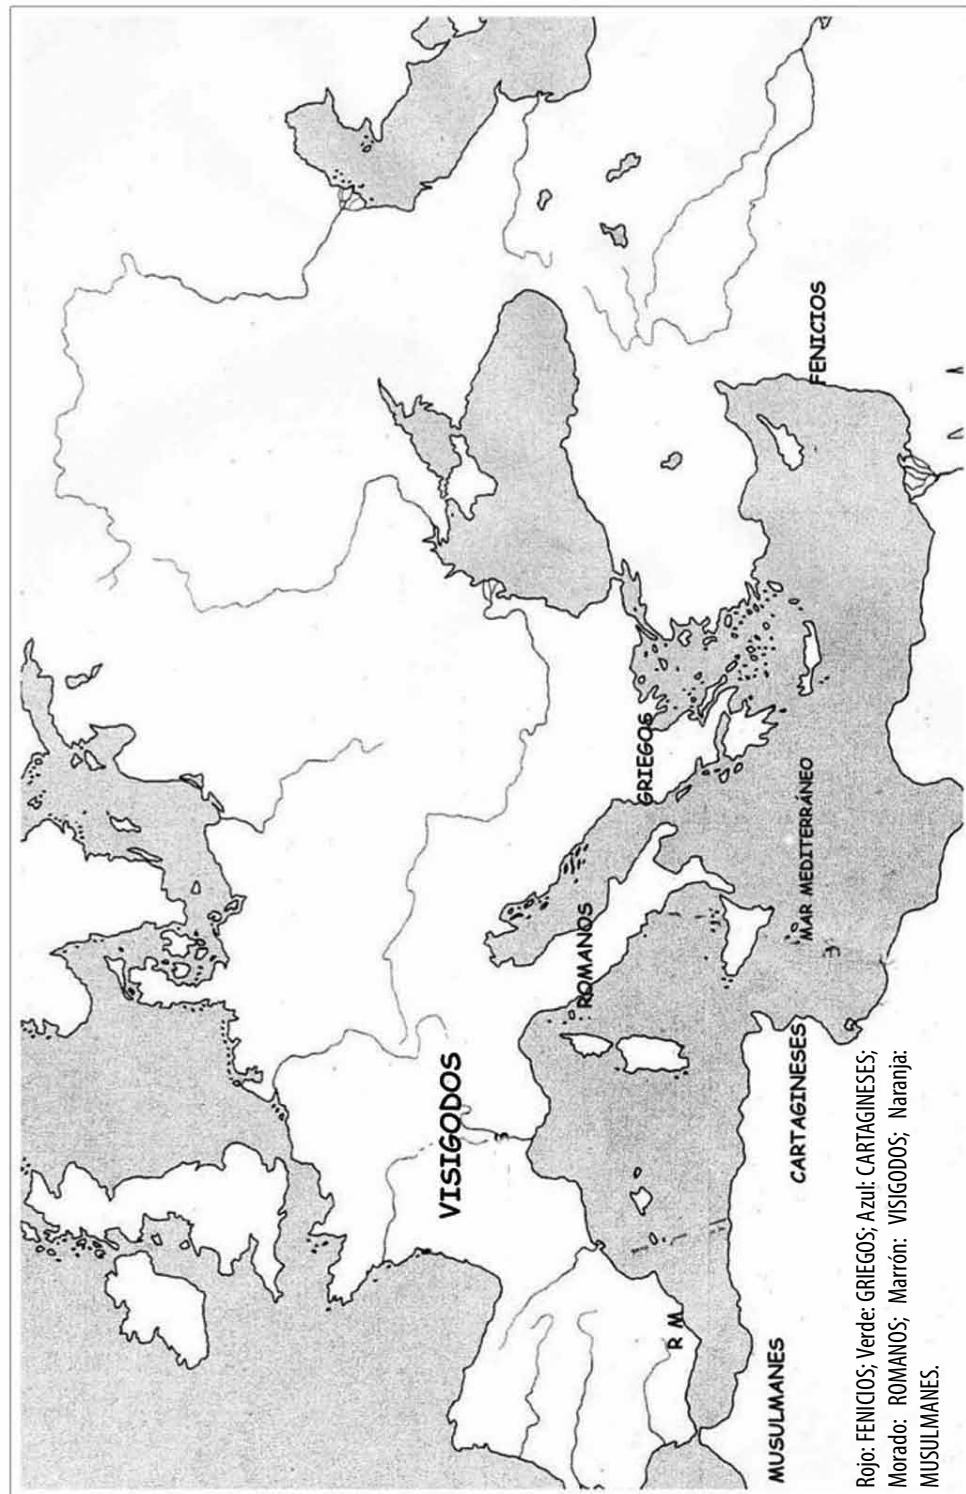 VISIGODOS
ROMANOS
GRIEGOS
FENICIOS
MAR MEDITERRÁNEO
CARTAGINESES
R M
MUSULMANES
Rojo: FENICIOS; Verde: GRIEGOS; Azul: CARTAGINESES;
Morado: ROMANOS; Marrón: VISIGODOS; Naranja:
MUSULMANES.